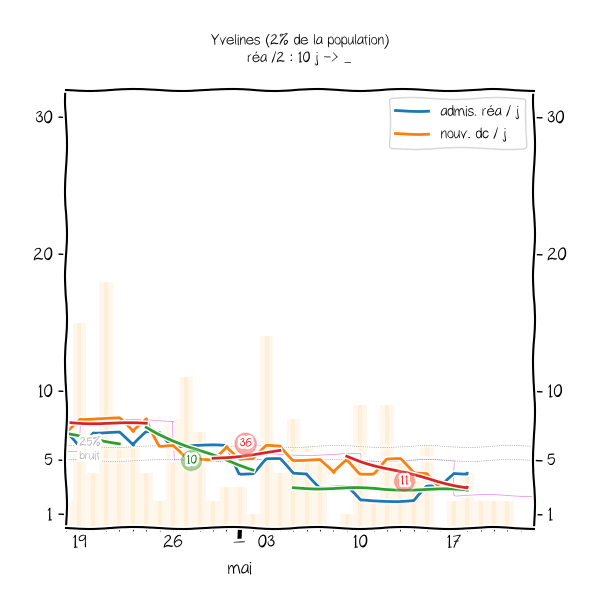 Yvelines (2% de la population)
réa /2 : 10 j -> _
admis. réa / j
nouv. dc / j
30 30
20 20
10 10
5 5
1 1
25%
bruit
10
36
11
19 26 03 10 17
mai